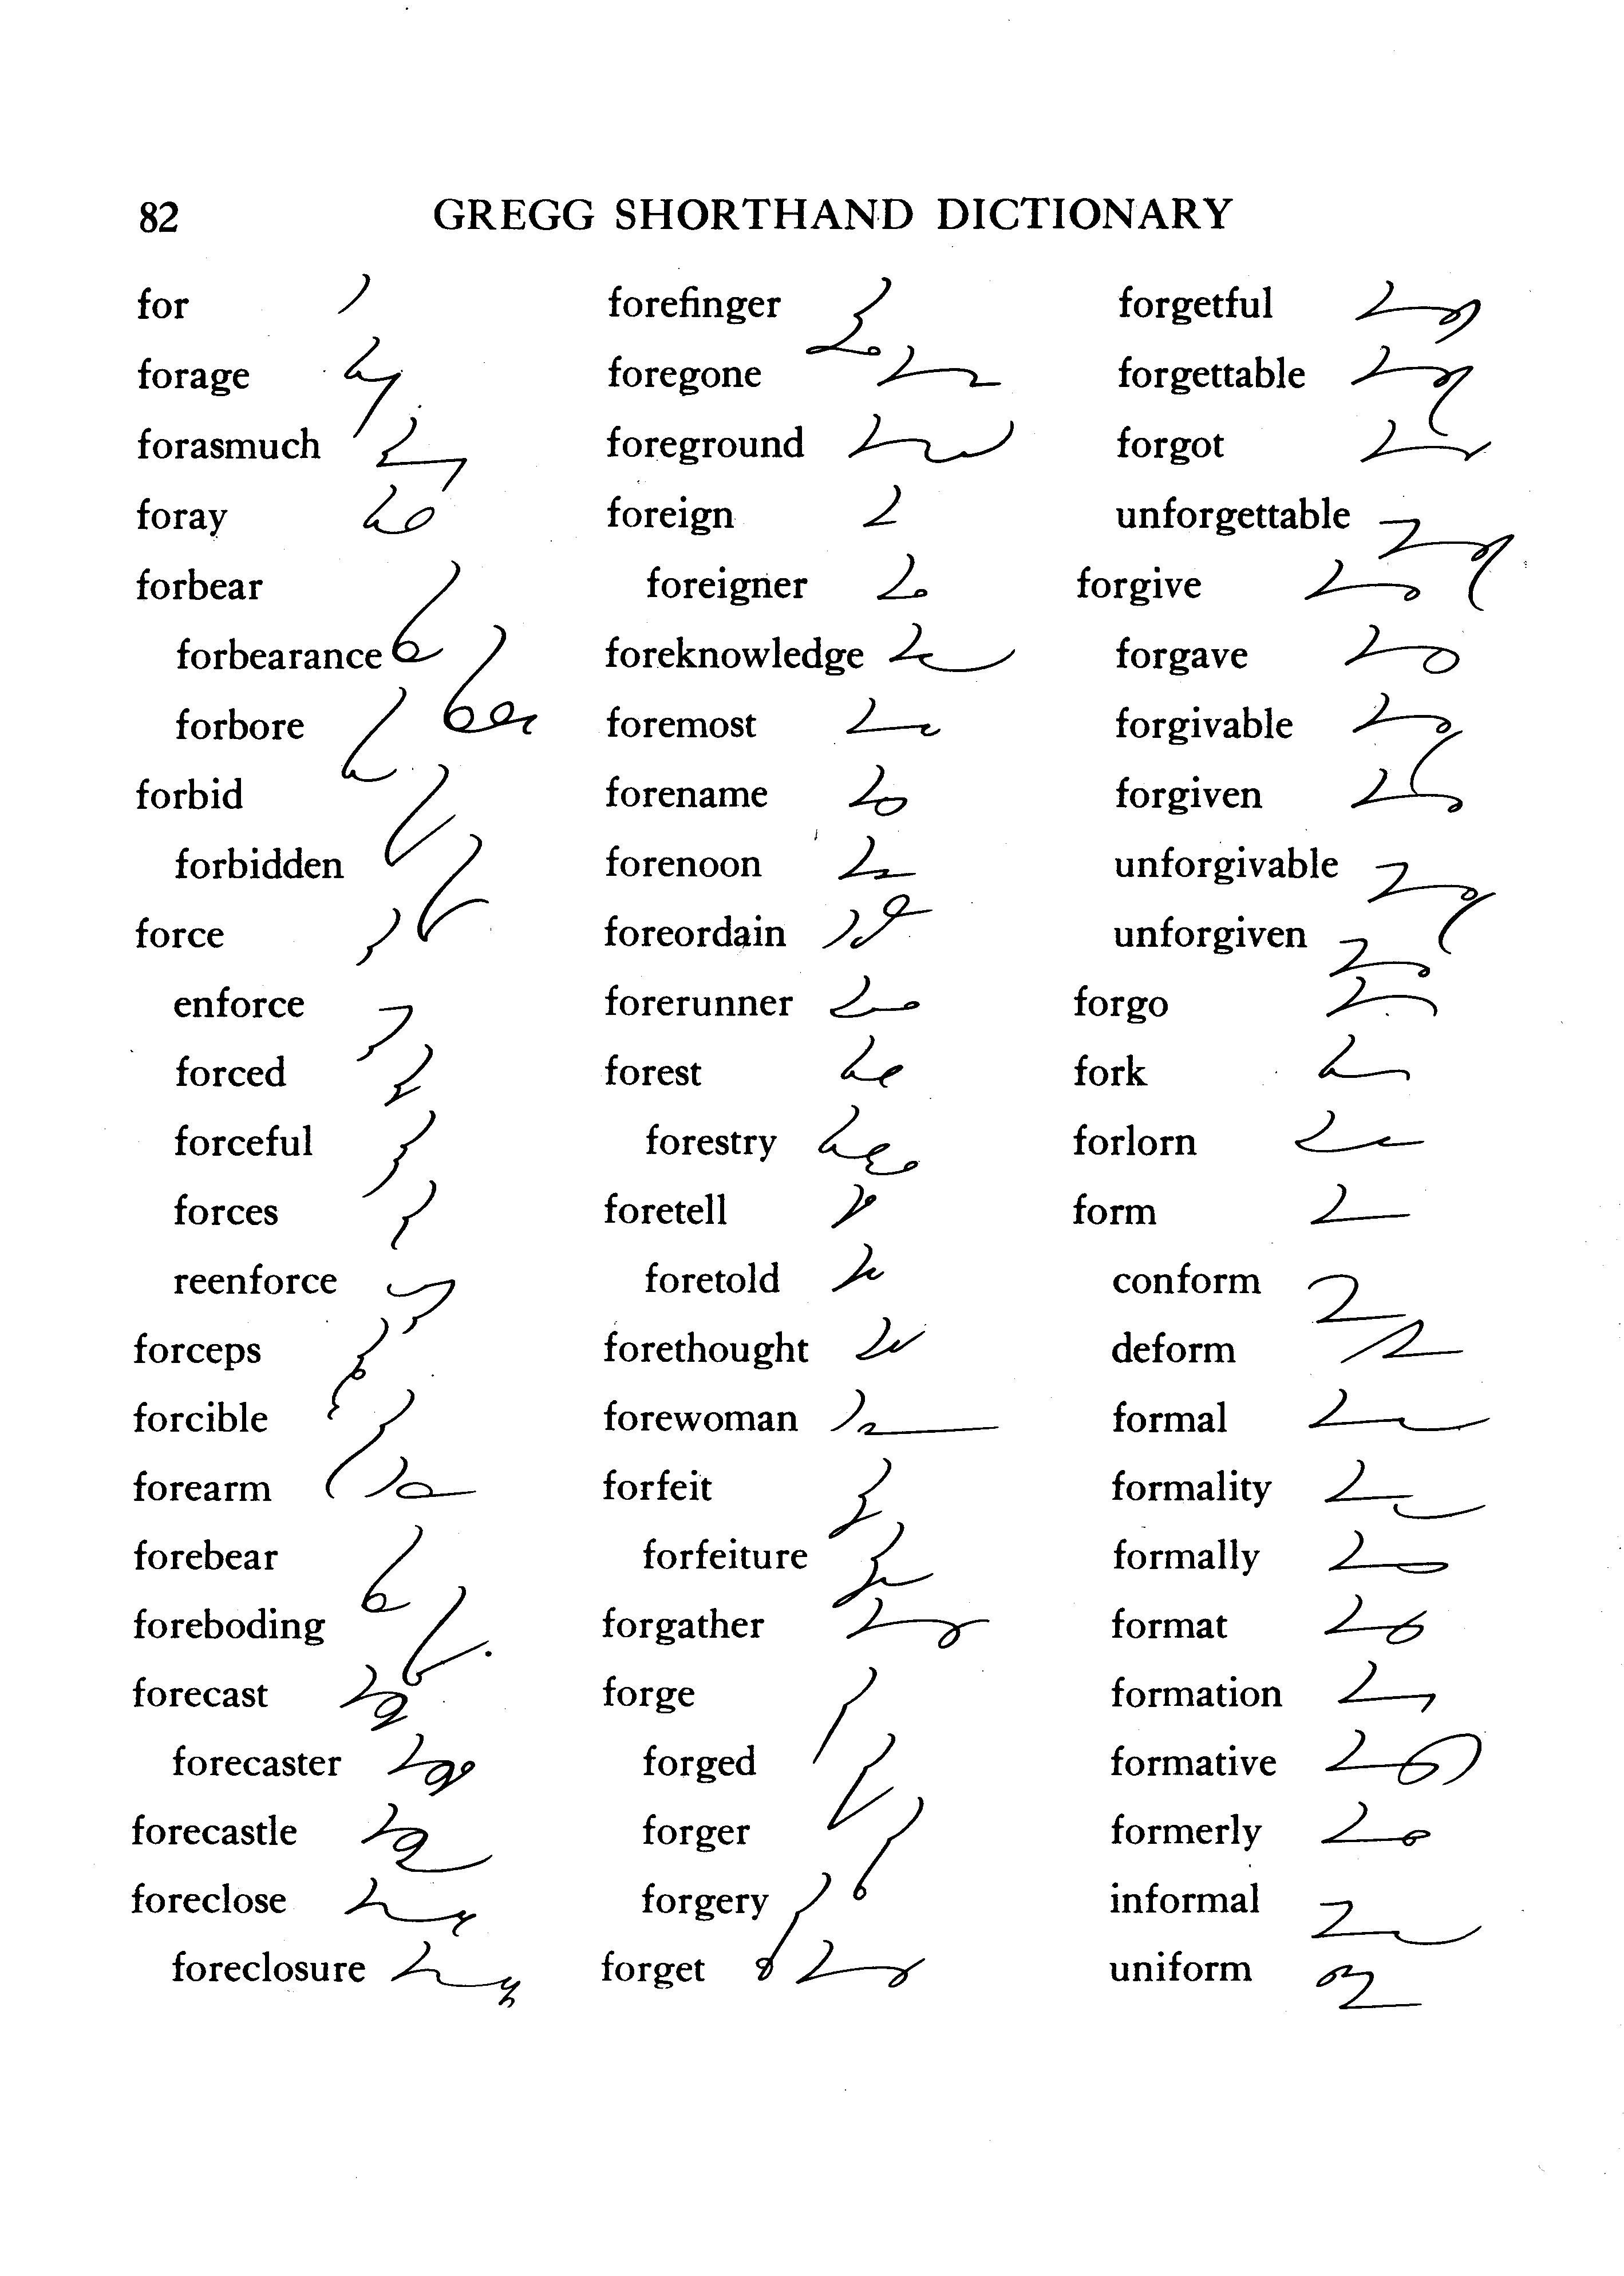 82 GREGG SHORTHAND DICTIONARY
for
forage
forasmuch
foray
forbear
forbearance
forbore
forbid
forbidden
force
enforce
forced
forceful
forces
reenforce
forceps
forcible
forearm
forebear
foreboding
forecast
forecaster
forecastle
foreclose
foreclosure
forefinger
foregone
foreground
foreign
foreigner
foreknowledge
foremost
forename
forenoon
foreordain
forerunner
forest
forestry
foretell
foretold
forethought
forewoman
forfeit
forfeiture
forgather
forge
forged
forger
forgery
forget
forgetful
forgettable
forgot
unforgettable
forgive
forgave
forgivable
forgiven
unforgivable
unforgiven
forgo
fork
forlorn
form
conform
deform
formal
formality
formally
format
formation
formative
formerly
informal
uniform